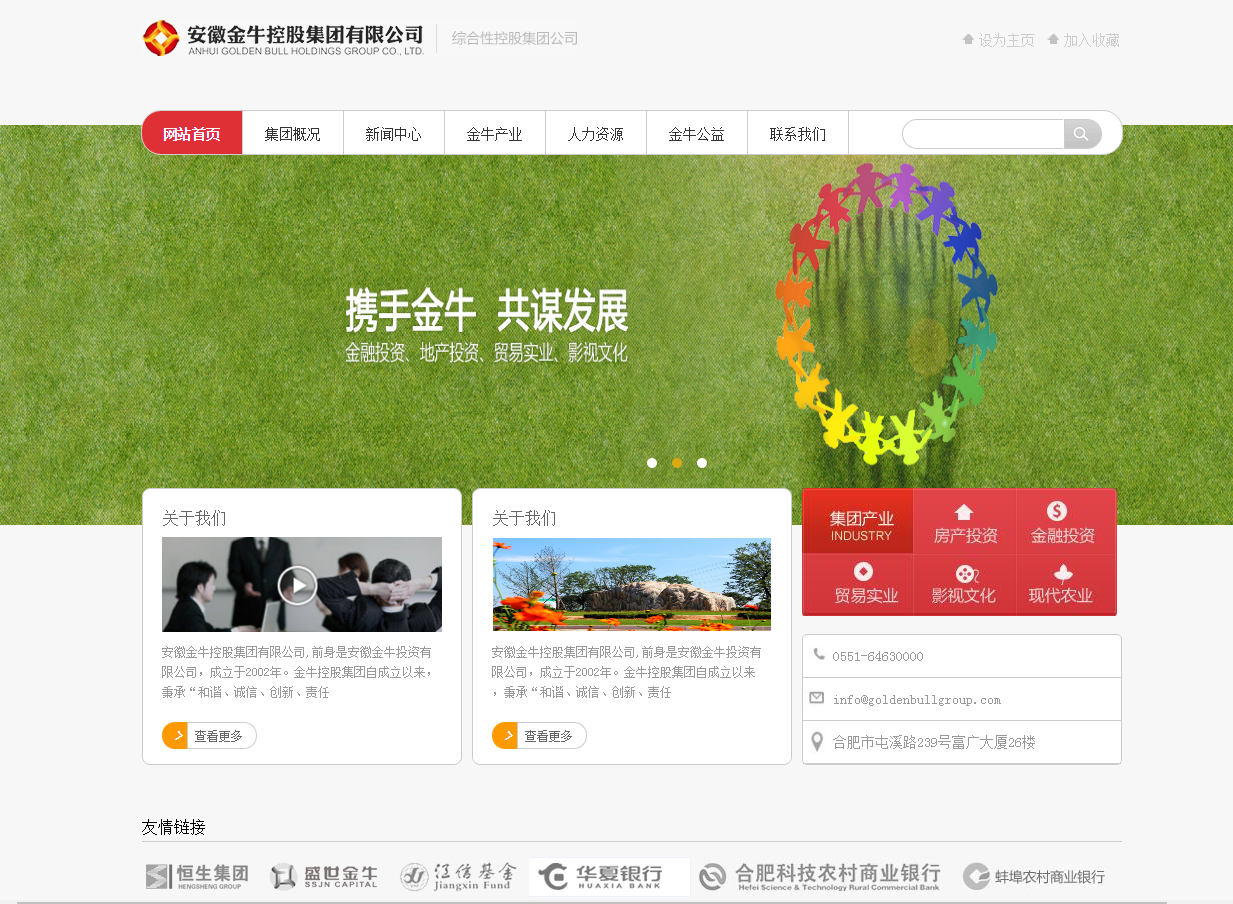 安徽金牛控股集团有限公司
ANHUI GOLDEN BULL HOLDINGS GROUP CO., LTD.
综合性控股集团公司
设为主页 加入收藏
网站首页 集团概况 新闻中心 金牛产业 人力资源 金牛公益 联系我们
携手金牛 共谋发展
金融投资、地产投资、贸易实业、影视文化
关于我们
安徽金牛控股集团有限公司,前身是安徽金牛投资有
限公司，成立于2002年。金牛控股集团自成立以来，
秉承“和谐、诚信、创新、责任
查看更多
关于我们
安徽金牛控股集团有限公司,前身是安徽金牛投资有
限公司，成立于2002年。金牛控股集团自成立以来
，秉承“和谐、诚信、创新、责任
查看更多
集团产业
INDUSTRY
房产投资
金融投资
贸易实业
影视文化
现代农业
0551-64630000
info@goldenbullgroup.com
合肥市屯溪路239号富广大厦26楼
友情链接
恒生集团
HENGSHENG GROUP
盛世金牛
SSJN CAPITAL
江信基金
Jiangxin Fund
华夏银行
HUAXIA BANK
合肥科技农村商业银行
Hefei Science & Technology Rural Commercial Bank
蚌埠农村商业银行